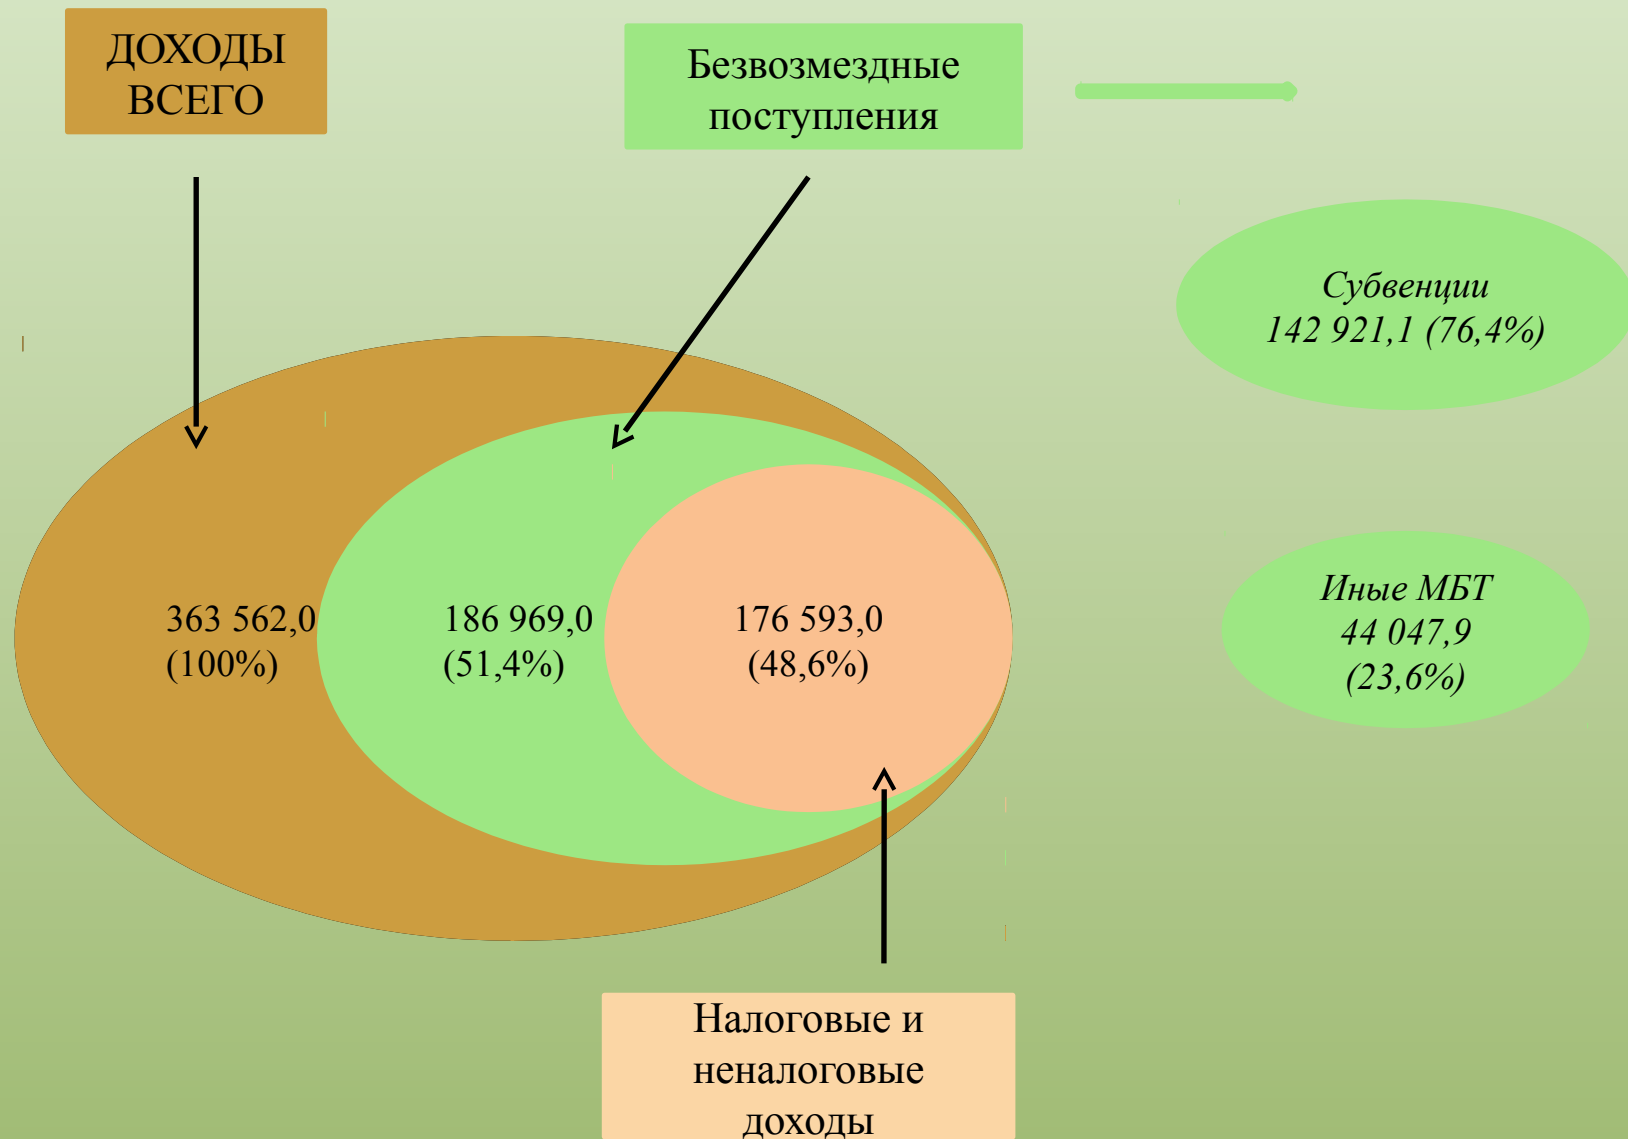 ДОХОДЫ
ВСЕГО
Безвозмездные
поступления
Субвенции
142 921,1 (76,4%)
363 562,0
(100%)
186 969,0
(51,4%)
176 593,0
(48,6%)
Иные МБТ
44 047,9
(23,6%)
Налоговые и
неналоговые
доходы